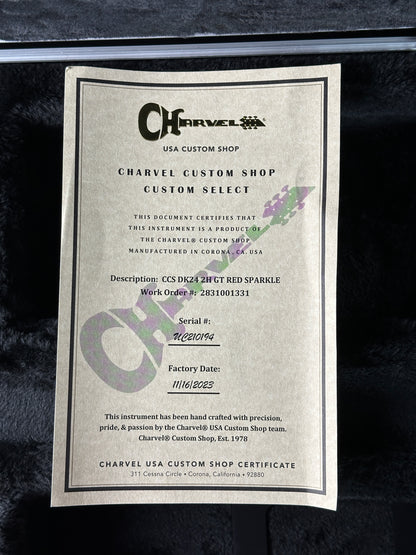 CHARVEL
USA CUSTOM SHOP
CHARVEL CUSTOM SHOP
CUSTOM SELECT
THIS DOCUMENT CERTIFIES THAT
THIS INSTRUMENT IS A PRODUCT OF
THE CHARVEL® CUSTOM SHOP
MANUFACTURED IN CORONA, CA. USA
CHARVEL
Description: CCS DK24 2H GT RED SPARKLE
Work Order #: 2831001331
Serial #:
UC210194
Factory Date:
11/16/2023
This instrument has been hand crafted with precision,
pride, & passion by the Charvel® USA Custom Shop team.
Charvel® Custom Shop, Est. 1978
CHARVEL USA CUSTOM SHOP CERTIFICATE
311 Cessna Circle • Corona, California • 92880